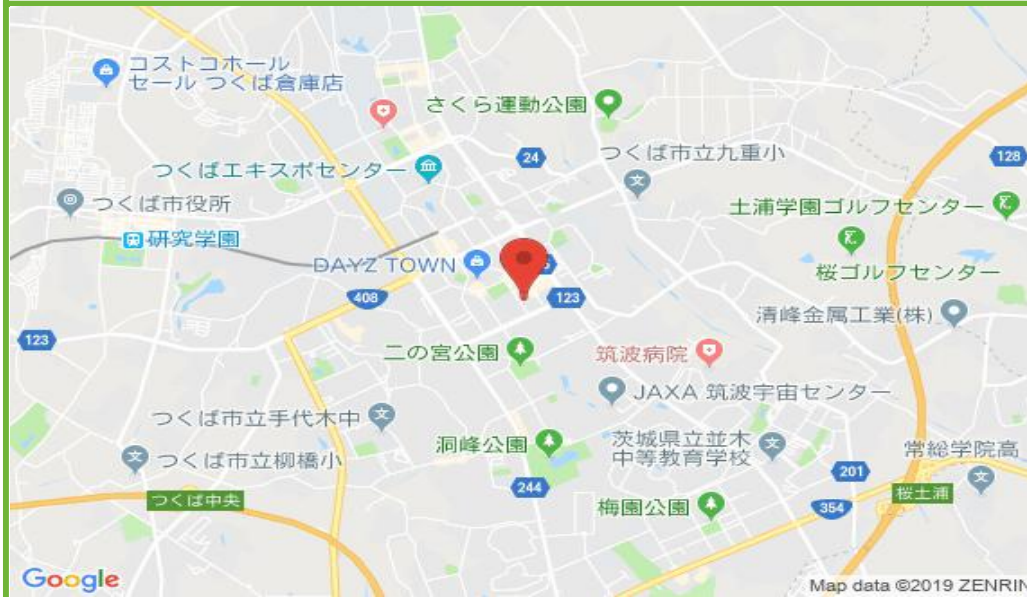 コストコホール
セール つくば倉庫店
さくら運動公園
24
つくば市立九重小
128
つくばエキスポセンター
つくば市役所
土浦学園ゴルフセンター
研究学園
DAYZ TOWN
桜ゴルフセンター
408
123
清峰金属工業(株)
123
二の宮公園
筑波病院
JAXA 筑波宇宙センター
つくば市立手代木中
洞峰公園
茨城県立並木
中等教育学校
常総学院高
つくば市立柳橋小
201
244
桜土浦
つくば中央
梅園公園
354
Google
Map data ©2019 ZENRIN